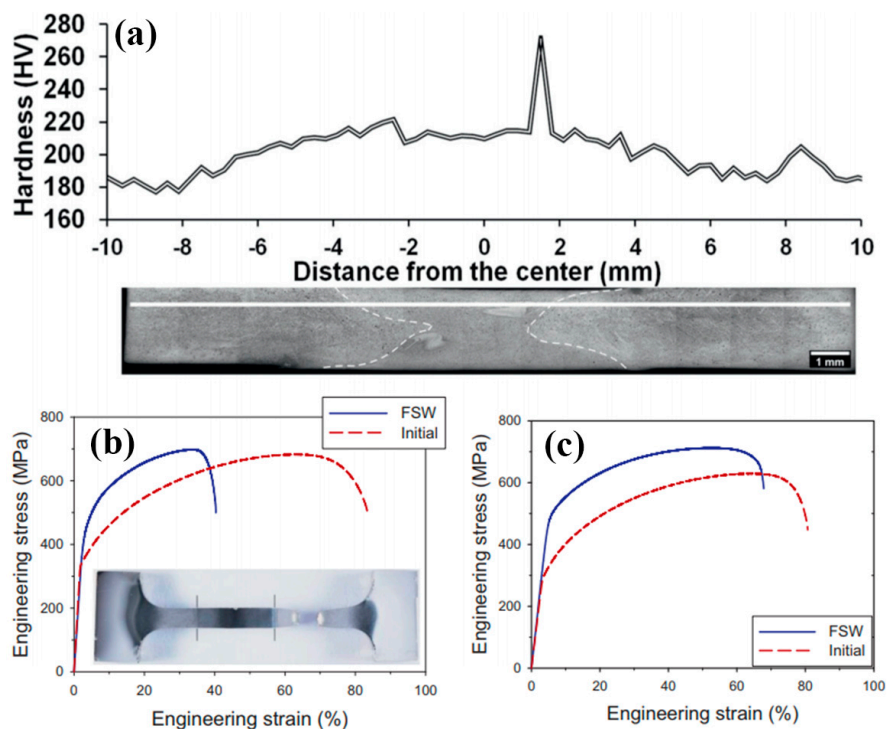 (a)
Hardness (HV)
280
260
240
220
200
180
160
-10 -8 -6 -4 -2 0 2 4 6 8 10
Distance from the center (mm)
1 mm
(b)
FSW
Initial
Engineering stress (MPa)
800
600
400
200
0
0 20 40 60 80 100
Engineering strain (%)
(c)
Engineering stress (MPa)
800
600
400
200
0
FSW
Initial
0 20 40 60 80 100
Engineering strain (%)